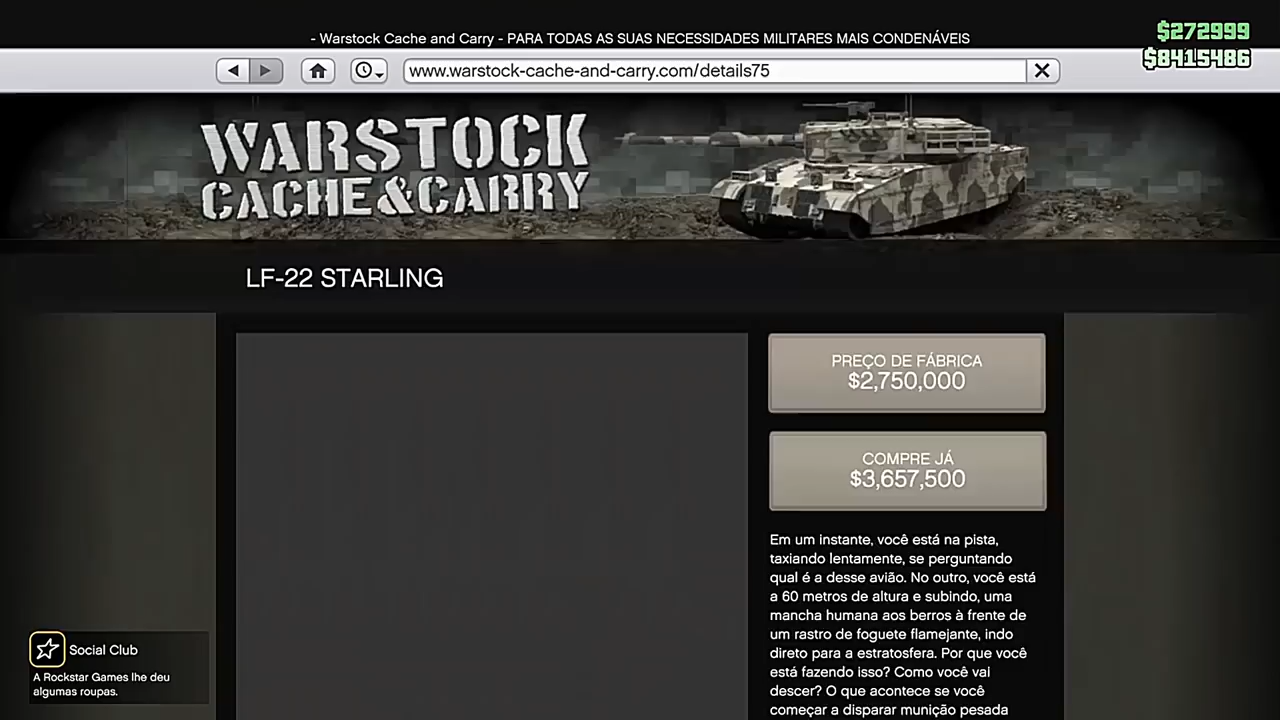 - Warstock Cache and Carry - PARA TODAS AS SUAS NECESSIDADES MILITARES MAIS CONDENÁVEIS
$272999
$8415486
www.warstock-cache-and-carry.com/details75
WARSTOCK
CACHE&CARRY
LF-22 STARLING
PREÇO DE FÁBRICA
$2,750,000
COMPRE JÁ
$3,657,500
Em um instante, você está na pista,
taxiando lentamente, se perguntando
qual é a desse avião. No outro, você está
a 60 metros de altura e subindo, uma
mancha humana aos berros à frente de
um rastro de foguete flamejante, indo
direto para a estratosfera. Por que você
está fazendo isso? Como você vai
descer? O que acontece se você
começar a disparar munição pesada
Social Club
A Rockstar Games lhe deu
algumas roupas.